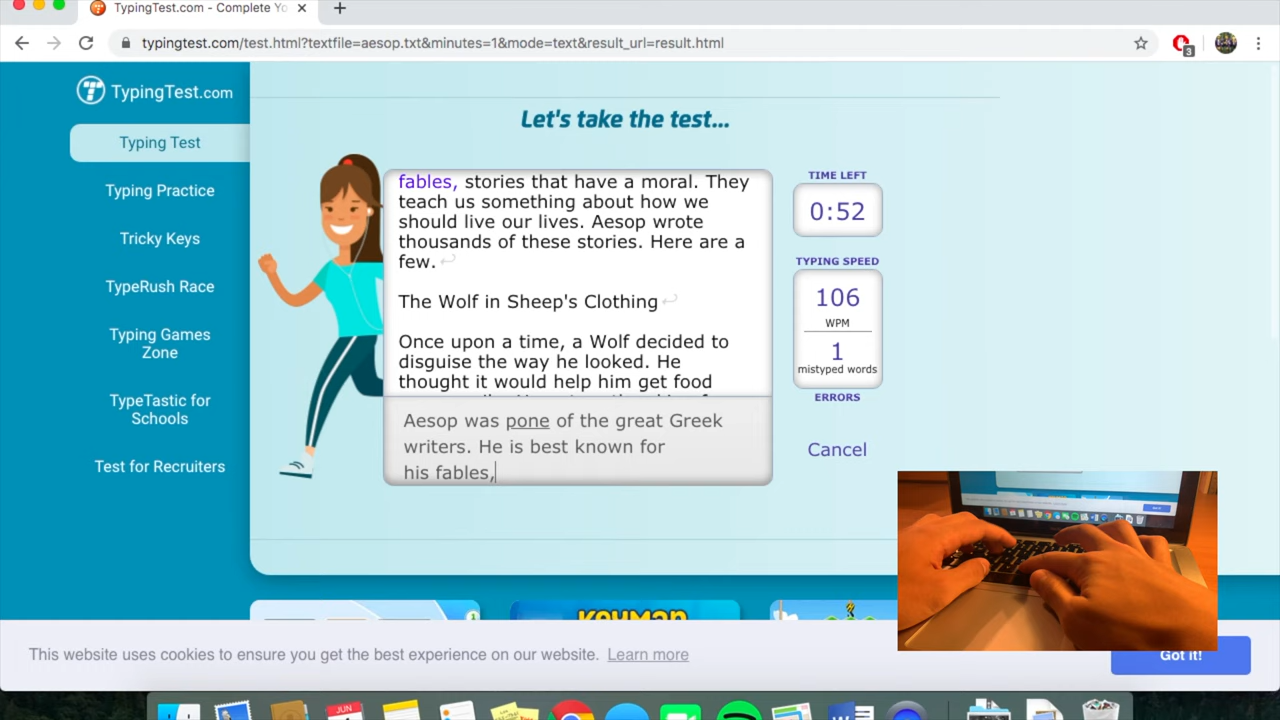 TypingTest.com - Complete Yo
typingtest.com/test.html?textfile=aesop.txt&minutes=1&mode=text&result_url=result.html
3
TypingTest.com
Typing Test
Typing Practice
Tricky Keys
TypeRush Race
Typing Games
Zone
TypeTastic for
Schools
Test for Recruiters
Let's take the test...
fables, stories that have a moral. They
teach us something about how we
should live our lives. Aesop wrote
thousands of these stories. Here are a
few.
The Wolf in Sheep's Clothing
Once upon a time, a Wolf decided to
disguise the way he looked. He
thought it would help him get food
Aesop was pone of the great Greek
writers. He is best known for
his fables,
TIME LEFT
0:52
TYPING SPEED
106
WPM
1
mistyped words
ERRORS
Cancel
KEYMAN
This website uses cookies to ensure you get the best experience on our website. Learn more
Got it!
JUN
W